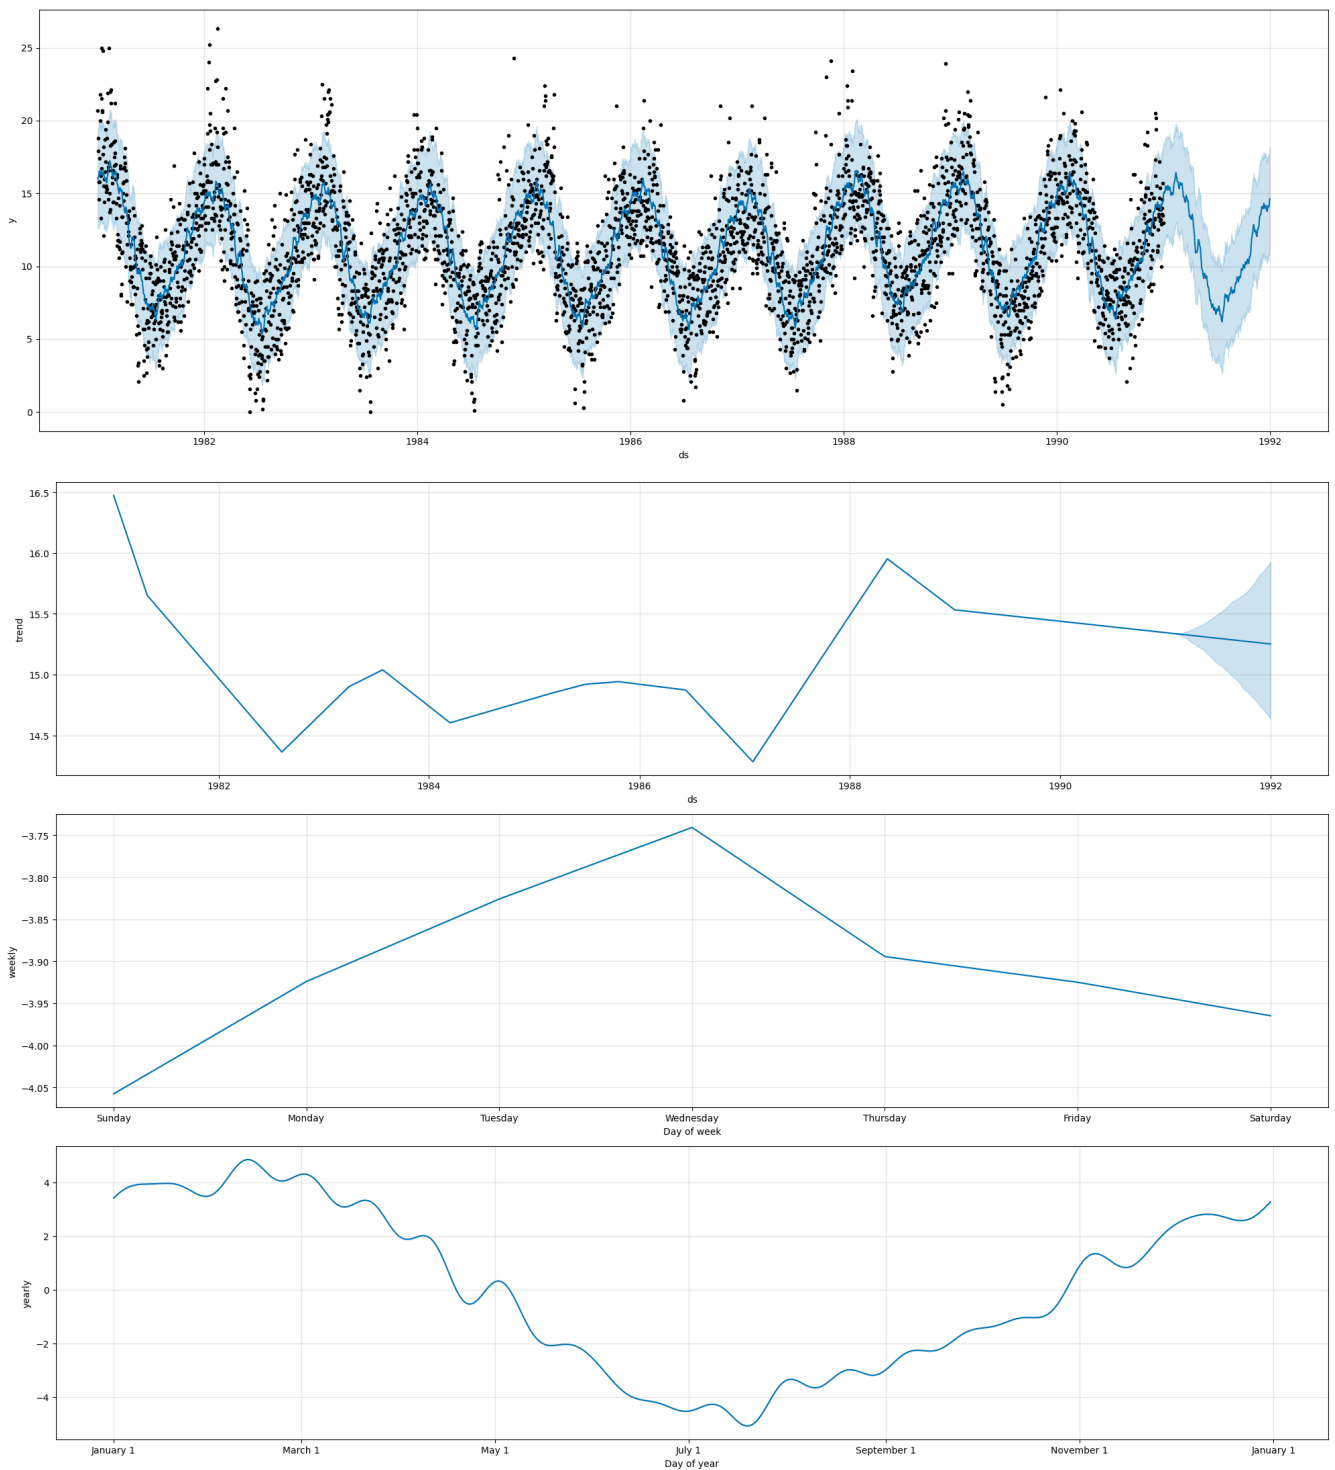 25
20
15
10
5
0
y
1982 1984 1986 1988 1990 1992
ds
16.5
16.0
15.5
15.0
14.5
trend
1982 1984 1986 1988 1990 1992
ds
−3.75
−3.80
−3.85
−3.90
−3.95
−4.00
−4.05
weekly
Sunday Monday Tuesday Wednesday Thursday Friday Saturday
Day of week
4
2
0
−2
−4
yearly
January 1 March 1 May 1 July 1 September 1 November 1 January 1
Day of year